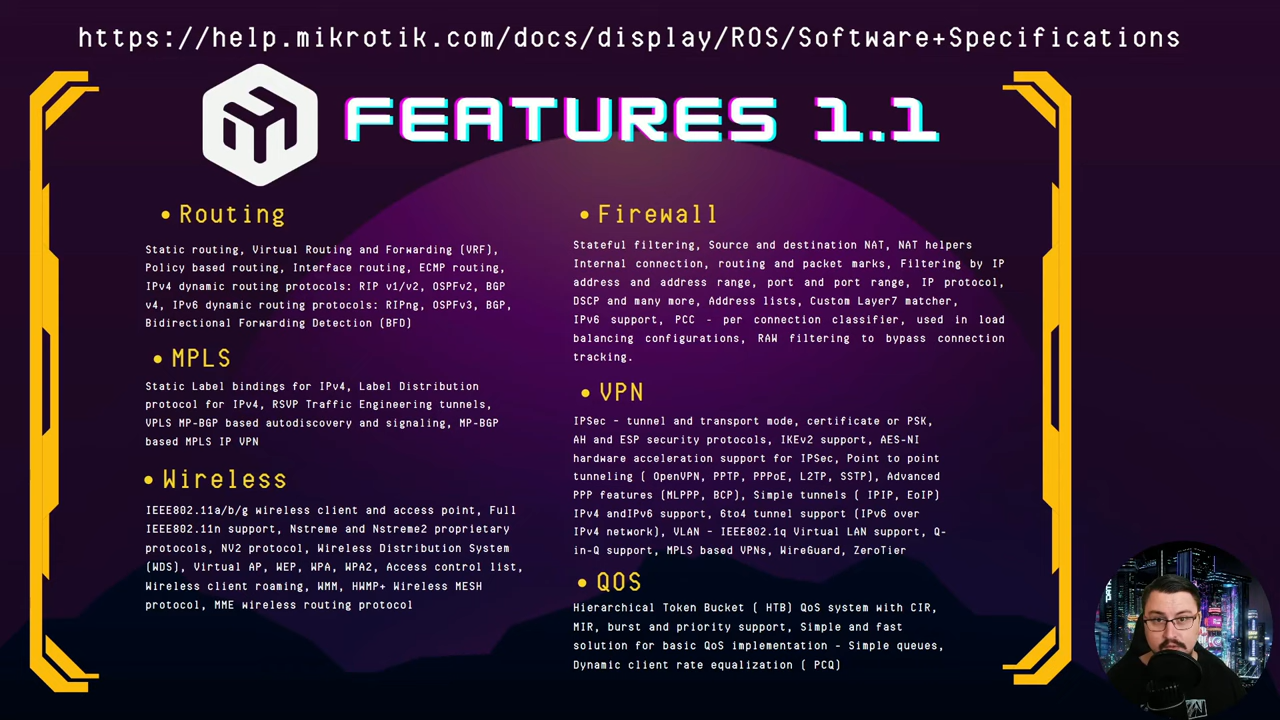 https://help.mikrotik.com/docs/display/ROS/Software+Specifications
FEATURES 1.1
• Routing
Static routing, Virtual Routing and Forwarding (VRF),
Policy based routing, Interface routing, ECMP routing,
IPv4 dynamic routing protocols: RIP v1/v2, OSPFv2, BGP
v4, IPv6 dynamic routing protocols: RIPng, OSPFv3, BGP,
Bidirectional Forwarding Detection (BFD)
• MPLS
Static Label bindings for IPv4, Label Distribution
protocol for IPv4, RSVP Traffic Engineering tunnels,
VPLS MP-BGP based autodiscovery and signaling, MP-BGP
based MPLS IP VPN
• Wireless
IEEE802.11a/b/g wireless client and access point, Full
IEEE802.11n support, Nstreme and Nstreme2 proprietary
protocols, NV2 protocol, Wireless Distribution System
(WDS), Virtual AP, WEP, WPA, WPA2, Access control list,
Wireless client roaming, WMM, HWMP+ Wireless MESH
protocol, MME wireless routing protocol
• Firewall
Stateful filtering, Source and destination NAT, NAT helpers
Internal connection, routing and packet marks, Filtering by IP
address and address range, port and port range, IP protocol,
DSCP and many more, Address lists, Custom Layer7 matcher,
IPv6 support, PCC - per connection classifier, used in load
balancing configurations, RAW filtering to bypass connection
tracking.
• VPN
IPSec – tunnel and transport mode, certificate or PSK,
AH and ESP security protocols, IKEv2 support, AES-NI
hardware acceleration support for IPSec, Point to point
tunneling ( OpenVPN, PPTP, PPPoE, L2TP, SSTP), Advanced
PPP features (MLPPP, BCP), Simple tunnels ( IPIP, EoIP)
IPv4 andIPv6 support, 6to4 tunnel support (IPv6 over
IPv4 network), VLAN – IEEE802.1q Virtual LAN support, Q-
in-Q support, MPLS based VPNs, WireGuard, ZeroTier
• QOS
Hierarchical Token Bucket ( HTB) QoS system with CIR,
MIR, burst and priority support, Simple and fast
solution for basic QoS implementation - Simple queues,
Dynamic client rate equalization ( PCQ)